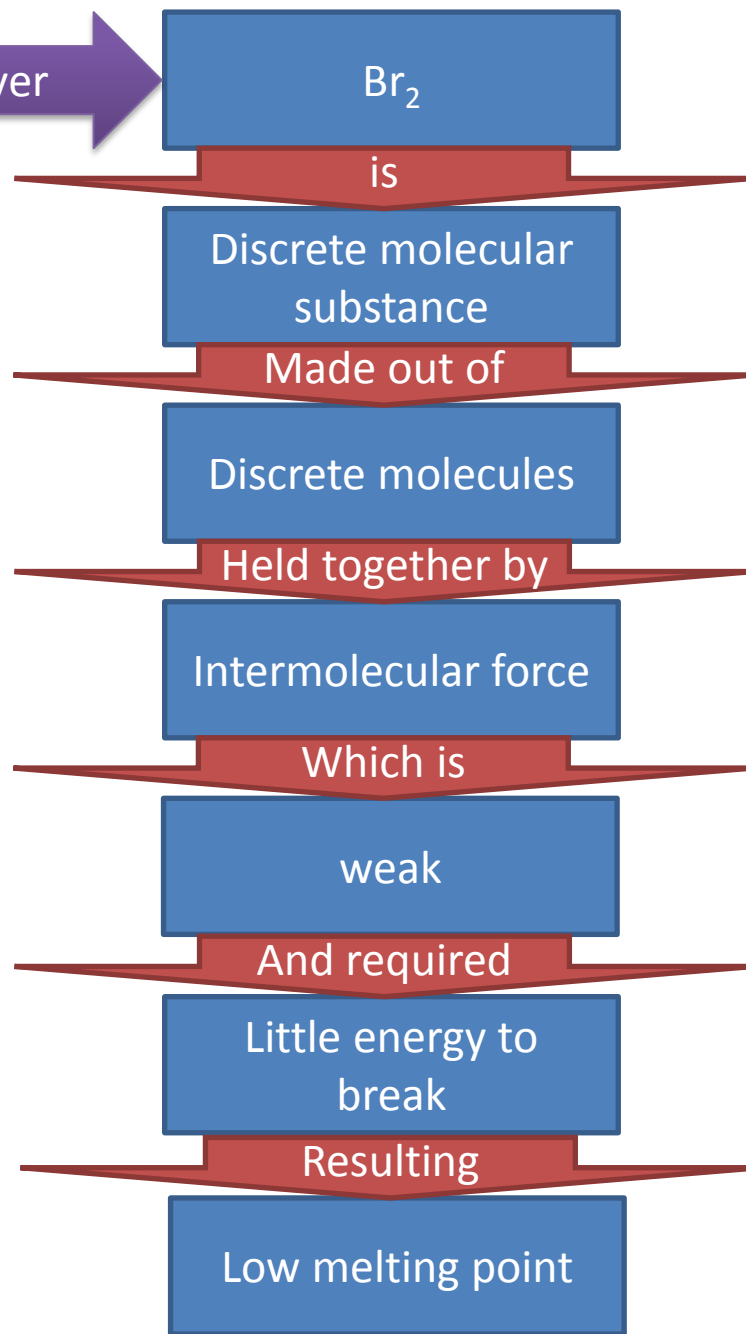 Br₂
is
Discrete molecular
substance
Made out of
Discrete molecules
Held together by
Intermolecular force
Which is
weak
And required
Little energy to
break
Resulting
Low melting point